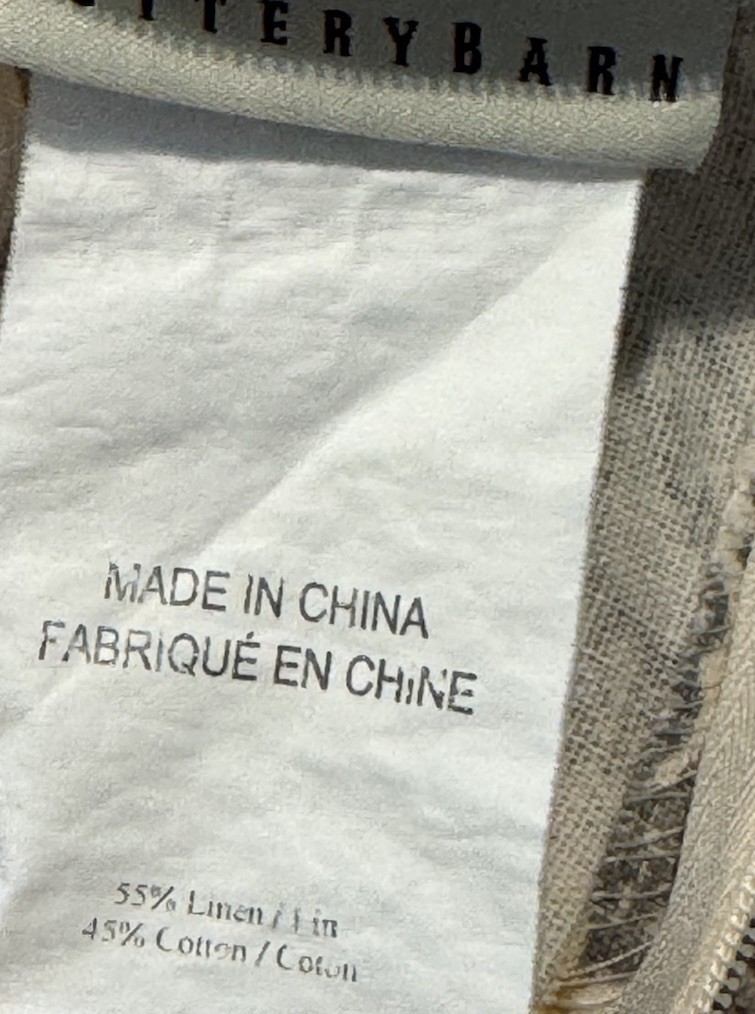 TTERYBARN
MADE IN CHINA
FABRIQUÉ EN CHINE
55% Linen / Lin
45% Cotton / Coton